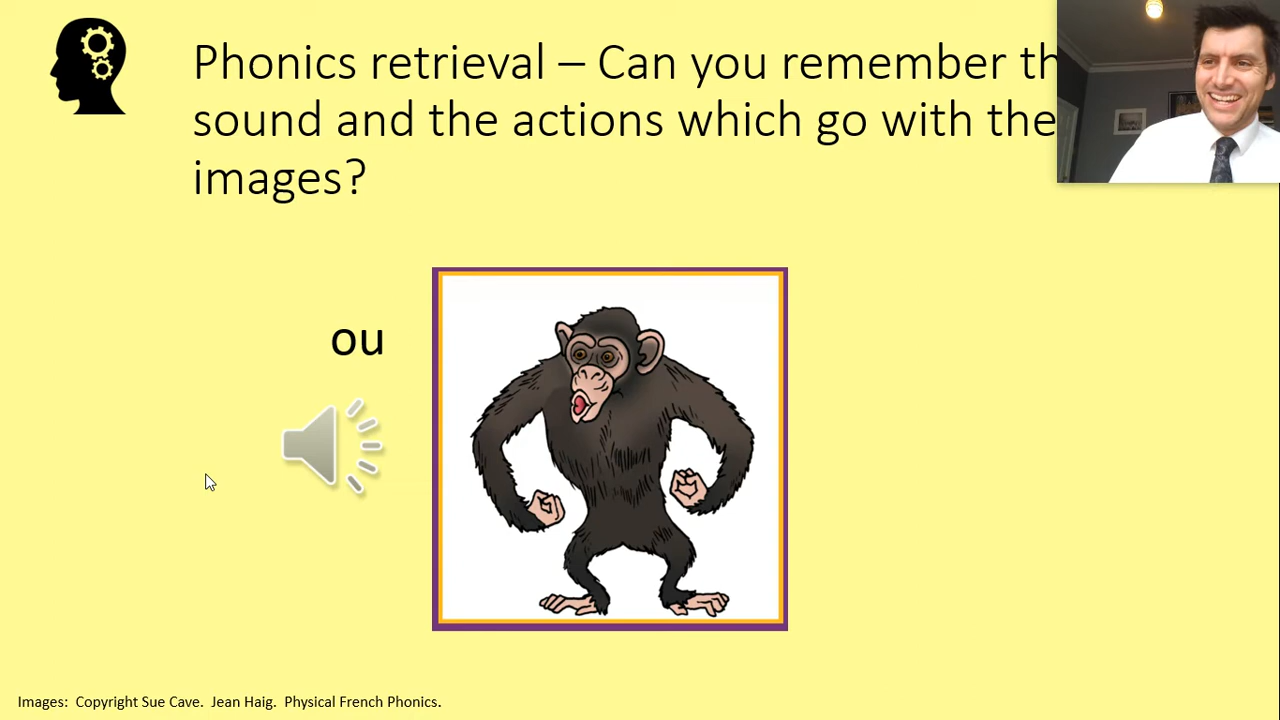 Phonics retrieval – Can you remember th
sound and the actions which go with the
images?
ou
Images: Copyright Sue Cave. Jean Haig. Physical French Phonics.